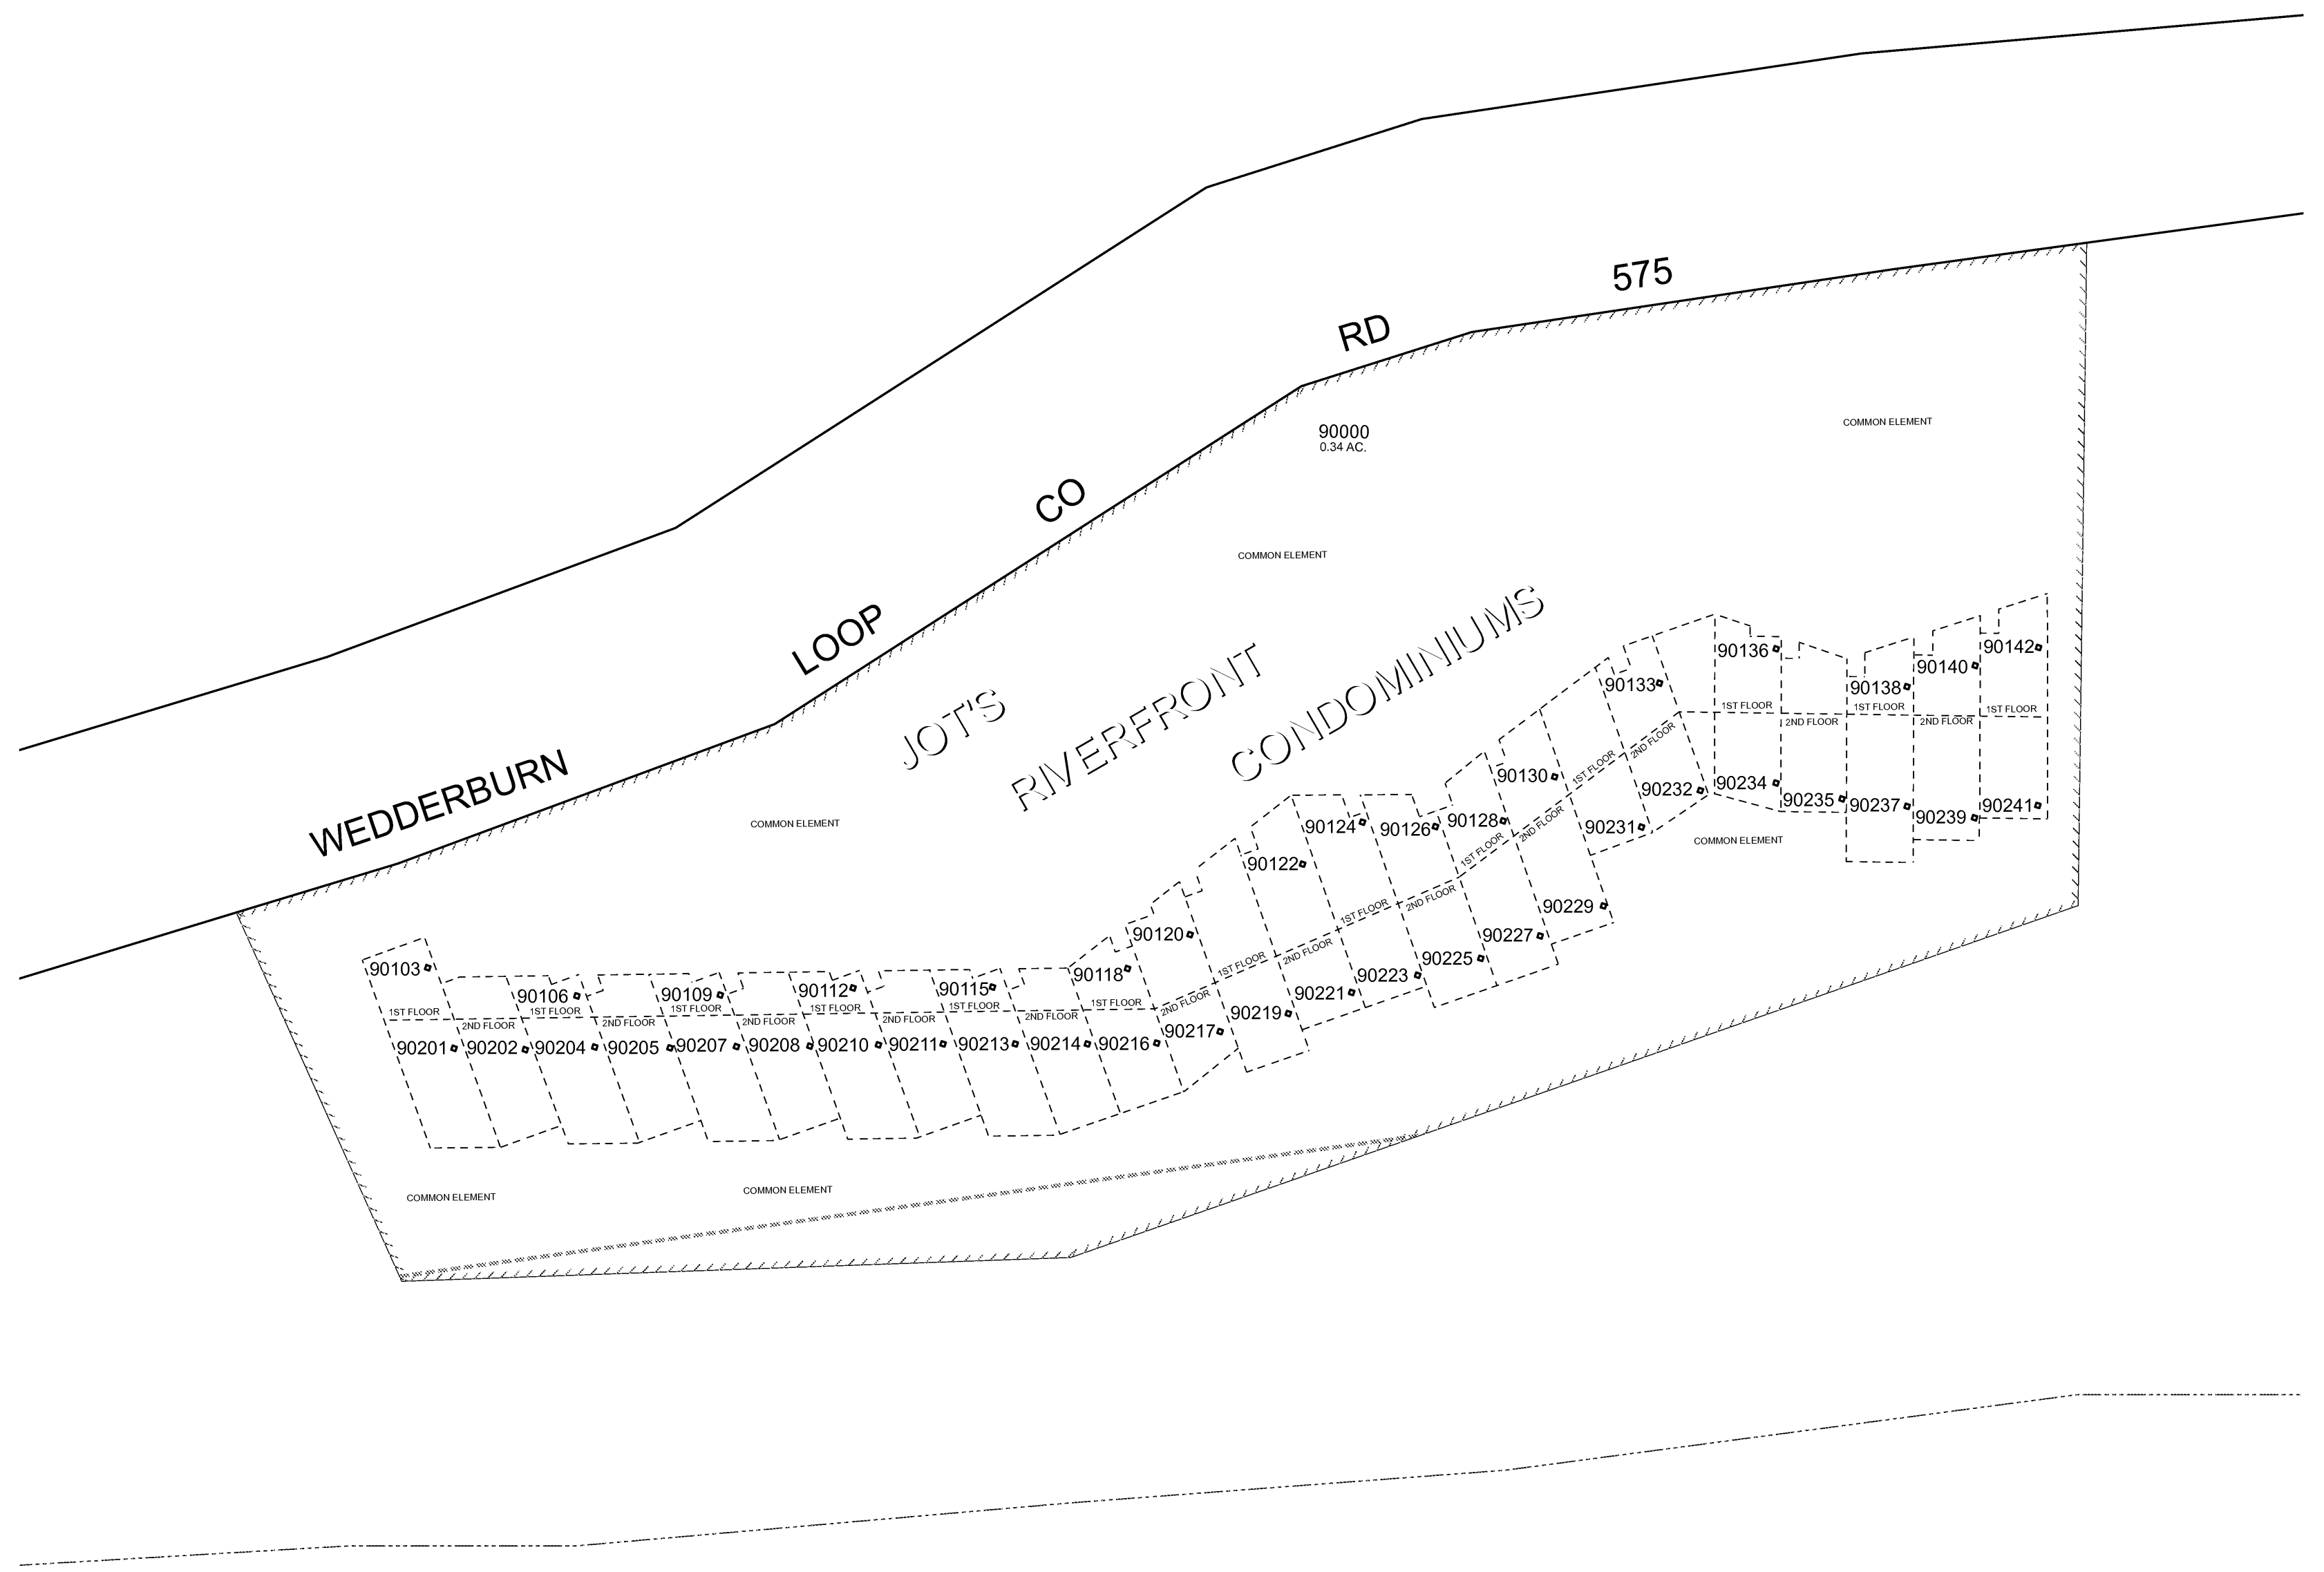 575
RD
90000
0.34 AC.
COMMON ELEMENT
CO
COMMON ELEMENT
LOOP
WEDDERBURN
JOT'S
RIVERFRONT
CONDOMINIUMS
COMMON ELEMENT
90103
90106
90109
90112
90115
90118
90120
90122
90124
90126
90128
90130
90133
90136
90138
90140
90142
1ST FLOOR
2ND FLOOR
1ST FLOOR
2ND FLOOR
1ST FLOOR
2ND FLOOR
1ST FLOOR
2ND FLOOR
1ST FLOOR
2ND FLOOR
1ST FLOOR
2ND FLOOR
1ST FLOOR
2ND FLOOR
1ST FLOOR
2ND FLOOR
1ST FLOOR
2ND FLOOR
1ST FLOOR
2ND FLOOR
1ST FLOOR
2ND FLOOR
1ST FLOOR
2ND FLOOR
1ST FLOOR
90201
90202
90204
90205
90207
90208
90210
90211
90213
90214
90216
90217
90219
90221
90223
90225
90227
90229
90231
90232
90234
90235
90237
90239
90241
COMMON ELEMENT
COMMON ELEMENT
COMMON ELEMENT